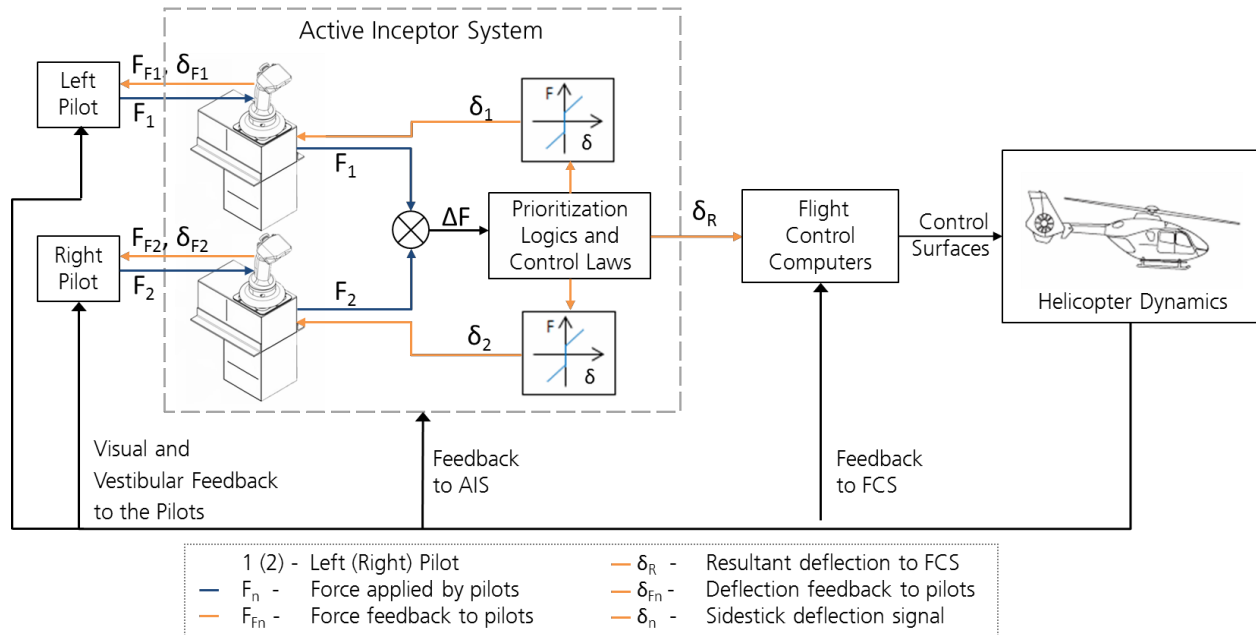 Active Inceptor System
Left
Pilot
F_F1, δ_F1
F_1
F_1
δ_1
F
δ
Right
Pilot
F_F2, δ_F2
F_2
F_2
δ_2
F
δ
ΔF
Prioritization
Logics and
Control Laws
δ_R
Flight
Control
Computers
Control
Surfaces
Helicopter Dynamics
Visual and
Vestibular Feedback
to the Pilots
Feedback
to AIS
Feedback
to FCS
1 (2) - Left (Right) Pilot
F_n - Force applied by pilots
F_Fn - Force feedback to pilots
δ_R - Resultant deflection to FCS
δ_Fn - Deflection feedback to pilots
δ_n - Sidestick deflection signal